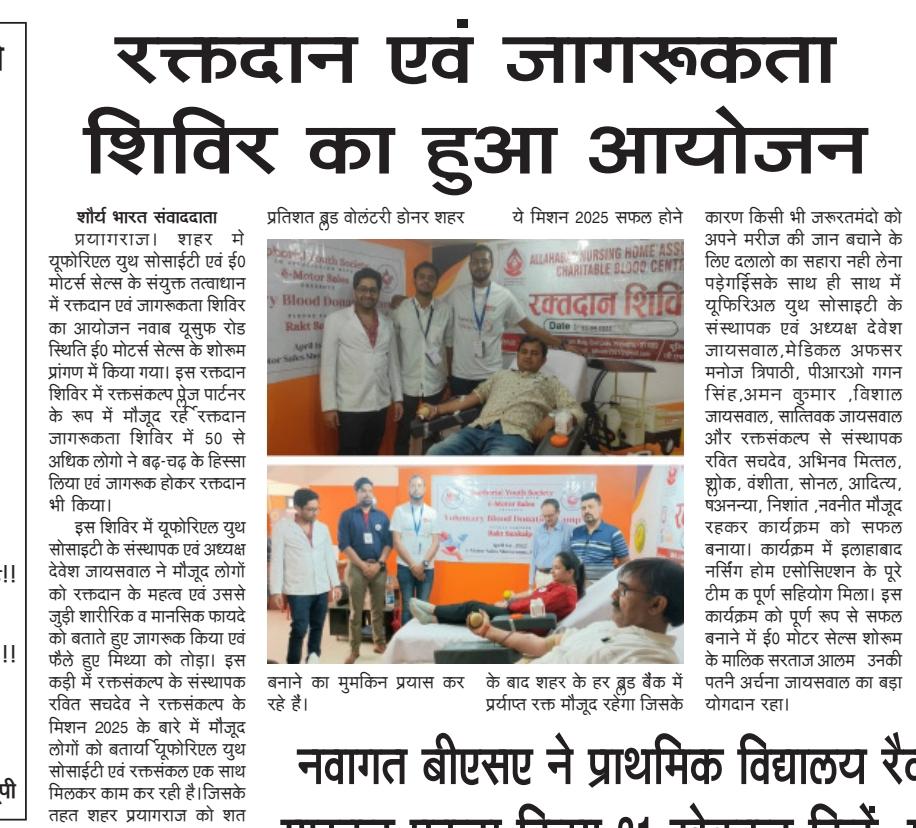 रक्तदान एवं जागरूकता
शिविर का हुआ आयोजन
शौर्य भारत संवाददाता
प्रयागराज। शहर मे
यूफोरिएल युथ सोसाईटी एवं ई0
मोटर्स सेल्स के संयुक्त तत्वाधान
में रक्तदान एवं जागरूकता शिविर
का आयोजन नवाब यूसुफ रोड
स्थिति ई0 मोटर्स सेल्स के शोरूम
प्रांगण में किया गया। इस रक्तदान
शिविर में रक्तसंकल्प प्लेज पार्टनर
के रूप में मौजूद रहे रक्तदान
जागरूकता शिविर में 50 से
अधिक लोगो ने बढ़-चढ़ के हिस्सा
लिया एवं जागरूक होकर रक्तदान
भी किया।
इस शिविर में यूफोरिएल युथ
सोसाइटी के संस्थापक एवं अध्यक्ष
देवेश जायसवाल ने मौजूद लोगों
को रक्तदान के महत्व एवं उससे
जुड़ी शारीरिक व मानसिक फायदे
को बताते हुए जागरूक किया एवं
फैले हुए मिथ्या को तोड़ा। इस
कड़ी में रक्तसंकल्प के संस्थापक
रवित सचदेव ने रक्तसंकल्प के
मिशन 2025 के बारे में मौजूद
लोगों को बताया यूफोरिएल युथ
सोसाईटी एवं रक्तसंकल एक साथ
मिलकर काम कर रही है।जिसके
तहत शहर प्रयागराज को शत
प्रतिशत ब्लड वोलंटरी डोनर शहर
बनाने का मुमकिन प्रयास कर
रहे है।
ये मिशन 2025 सफल होने
के बाद शहर के हर ब्लड बैक में
प्रर्याप्त रक्त मौजूद रहेगा जिसके
कारण किसी भी जरूरतमंदो को
अपने मरीज की जान बचाने के
लिए दलालो का सहारा नही लेना
पड़ेगाइिसके साथ ही साथ में
यूफिरिअल युथ सोसाइटी के
संस्थापक एवं अध्यक्ष देवेश
जायसवाल,मेडिकल अफसर
मनोज त्रिपाठी, पीआरओ गगन
सिंह,अमन कुमार ,विशाल
जायसवाल, सात्त्विक जायसवाल
और रक्तसंकल्प से संस्थापक
रवित सचदेव, अभिनव मित्तल,
श्लोक, वंशीता, सोनल, आदित्य,
षअनन्या, निशांत ,नवनीत मौजूद
रहकर कार्यक्रम को सफल
बनाया। कार्यक्रम में इलाहाबाद
नर्सिंग होम एसोसिएशन के पूरे
टीम क पूर्ण सहियोग मिला। इस
कार्यक्रम को पूर्ण रूप से सफल
बनाने में ई0 मोटर सेल्स शोरूम
के मालिक सरताज आलम उनकी
पतने अर्चना जायसवाल का बड़ा
योगदान रहा।
Euphorial Youth Society
e-Motor Sales
Blood Donation
Rakt Sa
ALLAHABAD NURSING HOME ASS
CHARITABLE BLOOD CENT
रक्तदान शिवि
Date :
Euphorial Youth Society
e-Motor Sales
Voluntary Blood Donation Camp
Rakt Sankalp
नवागत बीएसए ने प्राथमिक विद्यालय